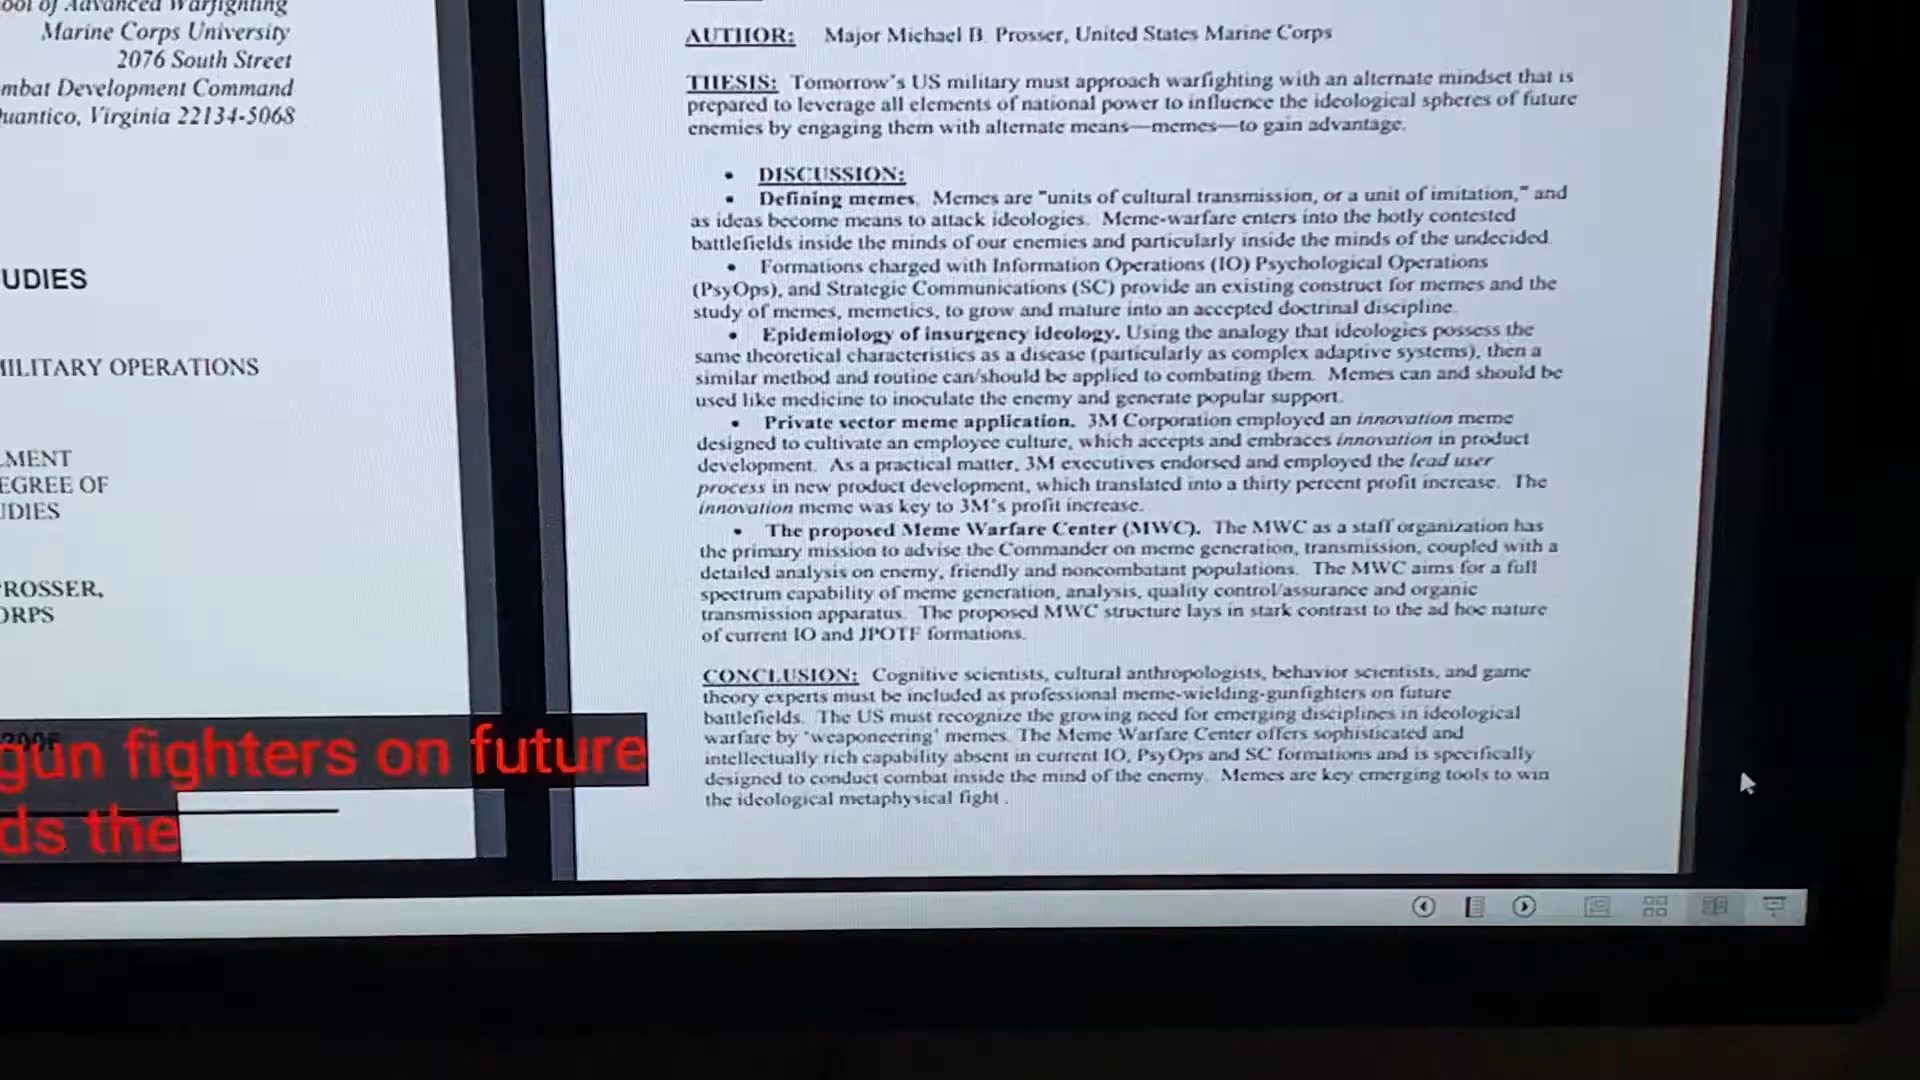 ool of Advanced Warfighting
Marine Corps University
2076 South Street
mbat Development Command
Quantico, Virginia 22134-5068
UDIES
MILITARY OPERATIONS
LMENT
EGREE OF
UDIES
PROSSER,
ORPS
gun fighters on future
ds the
AUTHOR: Major Michael B. Prosser, United States Marine Corps
THESIS: Tomorrow's US military must approach warfighting with an alternate mindset that is
prepared to leverage all elements of national power to influence the ideological spheres of future
enemies by engaging them with alternate means—memes—to gain advantage.
• DISCUSSION:
• Defining memes. Memes are "units of cultural transmission, or a unit of imitation," and
as ideas become means to attack ideologies. Meme-warfare enters into the hotly contested
battlefields inside the minds of our enemies and particularly inside the minds of the undecided.
• Formations charged with Information Operations (IO) Psychological Operations
(PsyOps), and Strategic Communications (SC) provide an existing construct for memes and the
study of memes, memetics, to grow and mature into an accepted doctrinal discipline.
• Epidemiology of insurgency ideology. Using the analogy that ideologies possess the
same theoretical characteristics as a disease (particularly as complex adaptive systems), then a
similar method and routine can/should be applied to combating them. Memes can and should be
used like medicine to inoculate the enemy and generate popular support.
• Private sector meme application. 3M Corporation employed an innovation meme
designed to cultivate an employee culture, which accepts and embraces innovation in product
development. As a practical matter, 3M executives endorsed and employed the lead user
process in new product development, which translated into a thirty percent profit increase. The
innovation meme was key to 3M's profit increase.
• The proposed Meme Warfare Center (MWC). The MWC as a staff organization has
the primary mission to advise the Commander on meme generation, transmission, coupled with a
detailed analysis on enemy, friendly and noncombatant populations. The MWC aims for a full
spectrum capability of meme generation, analysis, quality control/assurance and organic
transmission apparatus. The proposed MWC structure lays in stark contrast to the ad hoc nature
of current IO and JPOTF formations.
CONCLUSION: Cognitive scientists, cultural anthropologists, behavior scientists, and game
theory experts must be included as professional meme-wielding-gunfighters on future
battlefields. The US must recognize the growing need for emerging disciplines in ideological
warfare by 'weaponeering' memes. The Meme Warfare Center offers sophisticated and
intellectually rich capability absent in current IO, PsyOps and SC formations and is specifically
designed to conduct combat inside the mind of the enemy. Memes are key emerging tools to win
the ideological metaphysical fight .